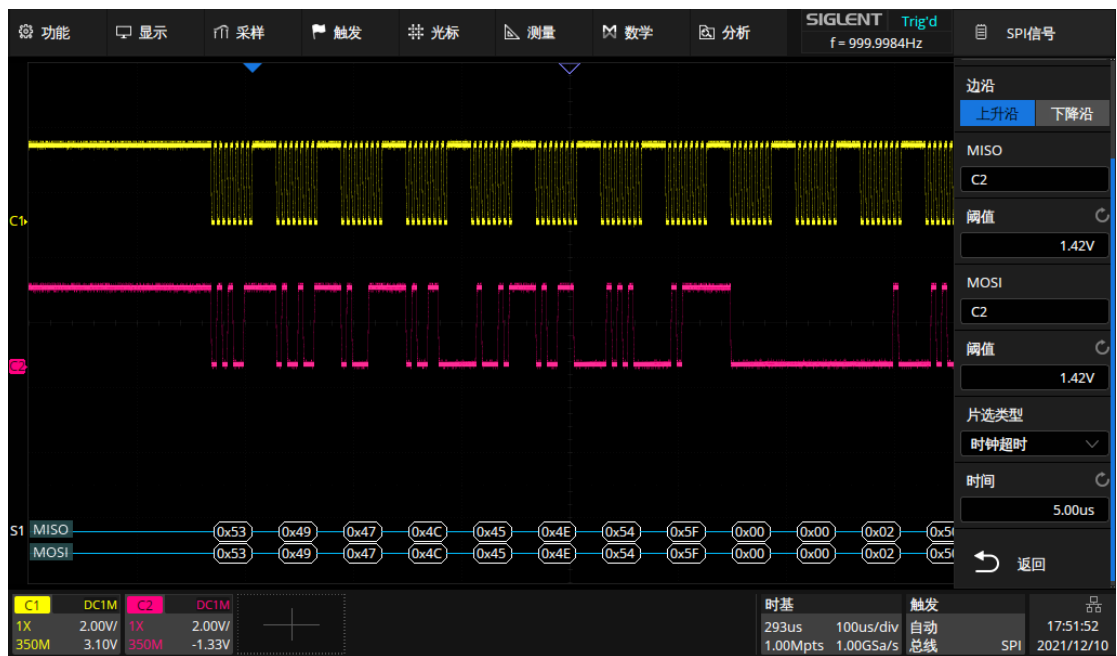 功能 显示 采样 触发 光标 测量 数学 分析 SIGLENT Trig'd
f = 999.9984Hz
SPI信号
边沿
上升沿 下降沿
MISO
C2
阈值
1.42V
MOSI
C2
阈值
1.42V
片选类型
时钟超时
时间
5.00us
返回
C1
C2
S1 MISO 0x53 0x49 0x47 0x4C 0x45 0x4E 0x54 0x5F 0x00 0x00 0x02 0x50
MOSI 0x53 0x49 0x47 0x4C 0x45 0x4E 0x54 0x5F 0x00 0x00 0x02 0x50
C1 DC1M
1X 2.00V/
350M 3.10V
C2 DC1M
1X 2.00V/
350M -1.33V
时基
293us 100us/div
1.00Mpts 1.00GSa/s
触发
自动
总线 SPI
17:51:52
2021/12/10